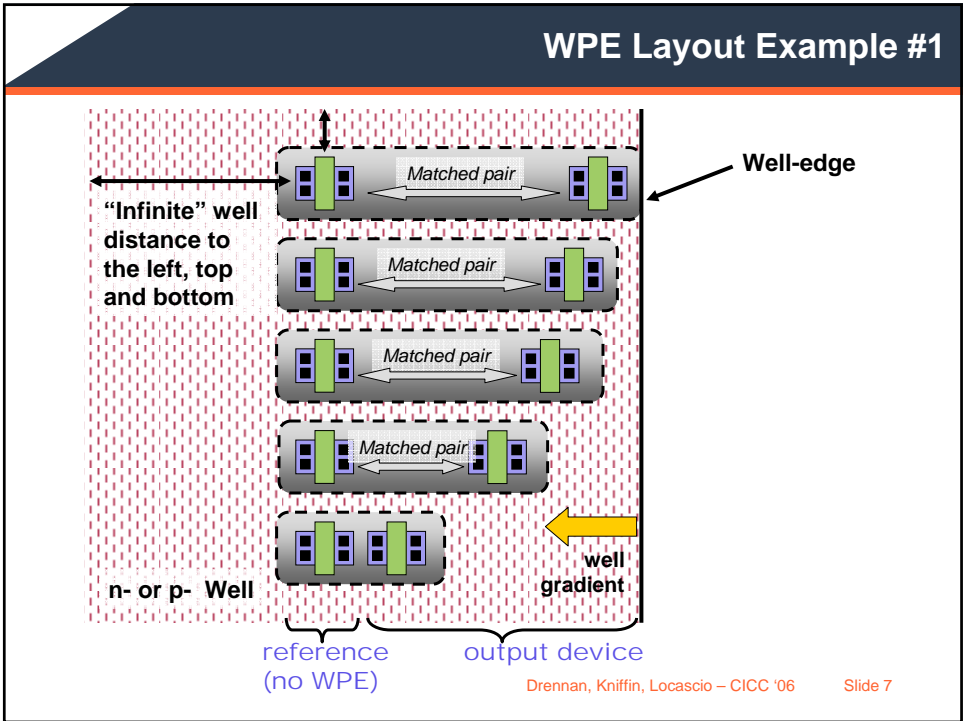 WPE Layout Example #1
Matched pair
Well-edge
“Infinite” well
distance to
the left, top
and bottom
Matched pair
Matched pair
Matched pair
well
gradient
n- or p- Well
reference
(no WPE)
output device
Drennan, Kniffin, Locascio – CICC ‘06 Slide 7